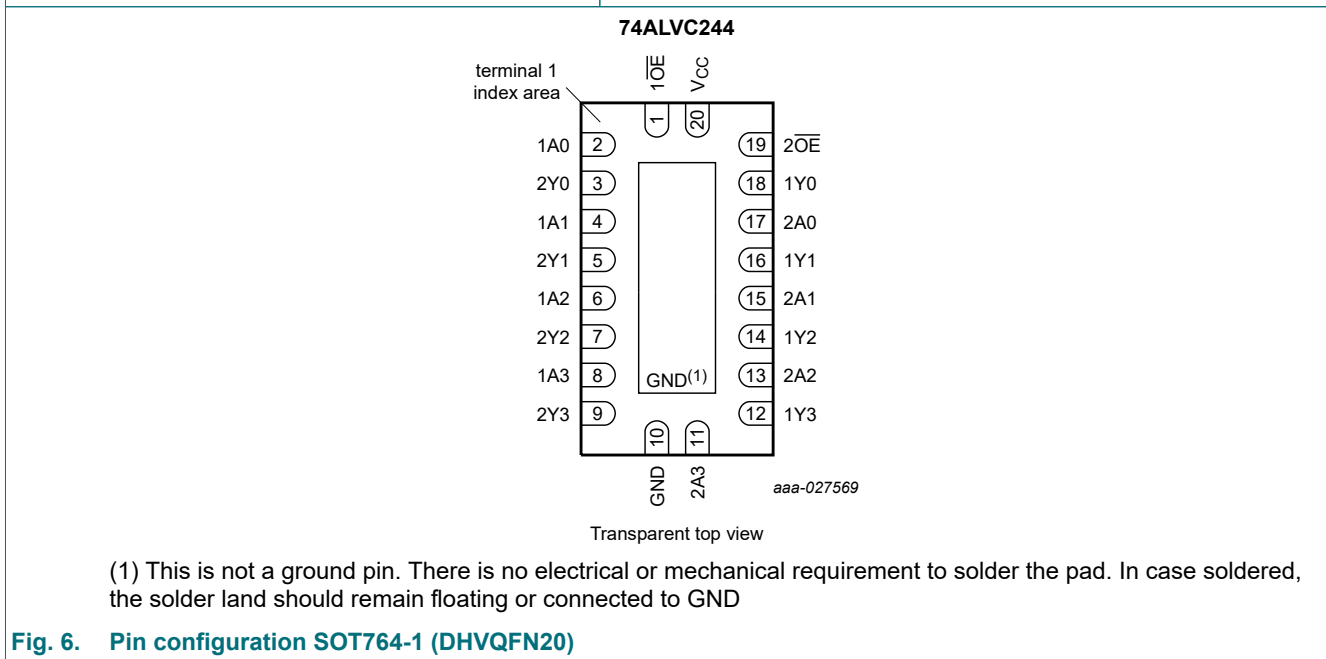 74ALVC244
terminal 1
index area
1O̅E̅
VCC
1 20
1A0 2 19 2O̅E̅
2Y0 3 18 1Y0
1A1 4 17 2A0
2Y1 5 16 1Y1
1A2 6 15 2A1
2Y2 7 14 1Y2
1A3 8 GND(1) 13 2A2
2Y3 9 12 1Y3
10 11
GND
2A3
aaa-027569
Transparent top view
(1) This is not a ground pin. There is no electrical or mechanical requirement to solder the pad. In case soldered,
the solder land should remain floating or connected to GND
Fig. 6. Pin configuration SOT764-1 (DHVQFN20)